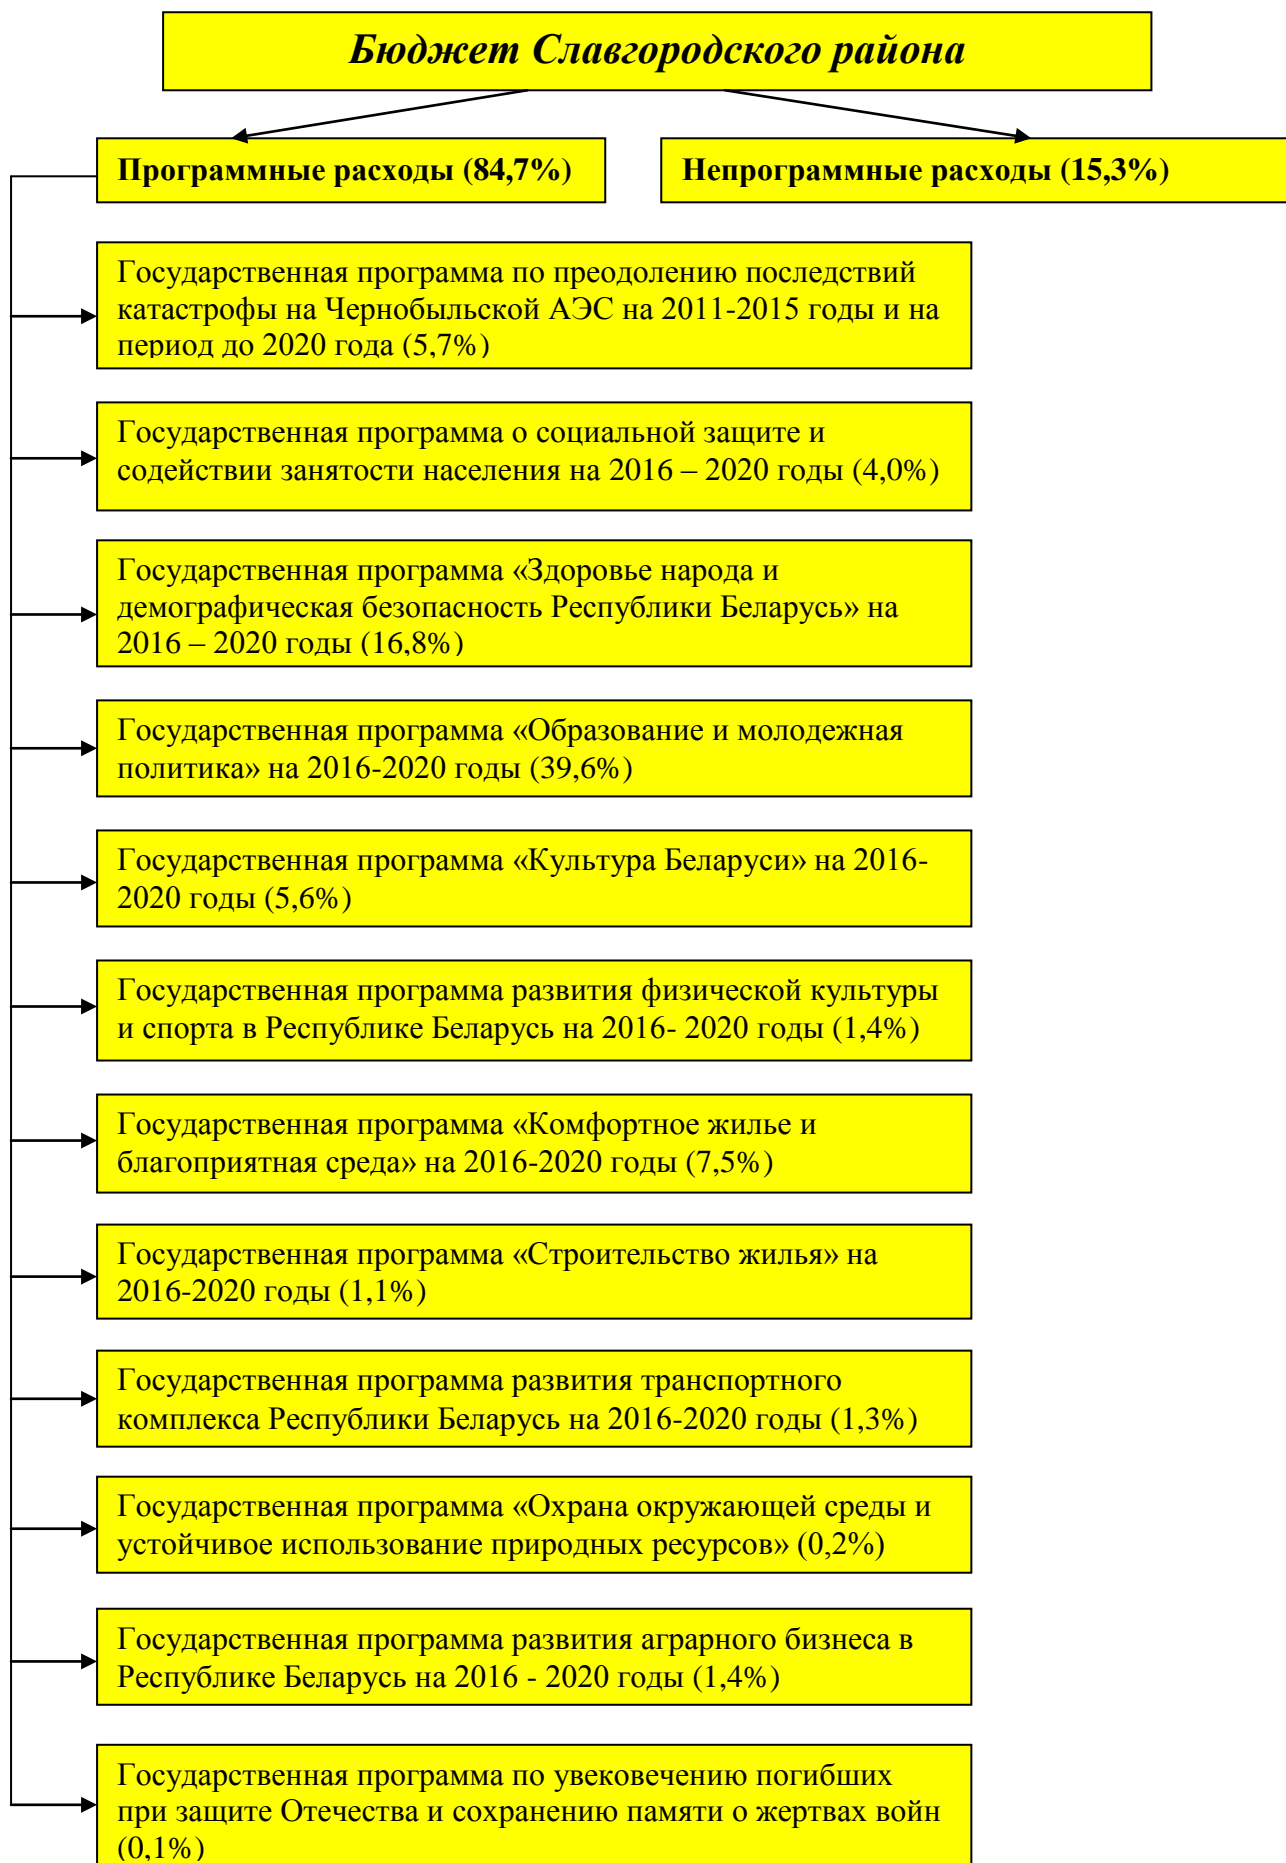 Бюджет Славгородского района
Программные расходы (84,7%)
Непрограммные расходы (15,3%)
Государственная программа по преодолению последствий
катастрофы на Чернобыльской АЭС на 2011-2015 годы и на
период до 2020 года (5,7%)
Государственная программа о социальной защите и
содействии занятости населения на 2016 – 2020 годы (4,0%)
Государственная программа «Здоровье народа и
демографическая безопасность Республики Беларусь» на
2016 – 2020 годы (16,8%)
Государственная программа «Образование и молодежная
политика» на 2016-2020 годы (39,6%)
Государственная программа «Культура Беларуси» на 2016-
2020 годы (5,6%)
Государственная программа развития физической культуры
и спорта в Республике Беларусь на 2016- 2020 годы (1,4%)
Государственная программа «Комфортное жилье и
благоприятная среда» на 2016-2020 годы (7,5%)
Государственная программа «Строительство жилья» на
2016-2020 годы (1,1%)
Государственная программа развития транспортного
комплекса Республики Беларусь на 2016-2020 годы (1,3%)
Государственная программа «Охрана окружающей среды и
устойчивое использование природных ресурсов» (0,2%)
Государственная программа развития аграрного бизнеса в
Республике Беларусь на 2016 - 2020 годы (1,4%)
Государственная программа по увековечению погибших
при защите Отечества и сохранению памяти о жертвах войн
(0,1%)